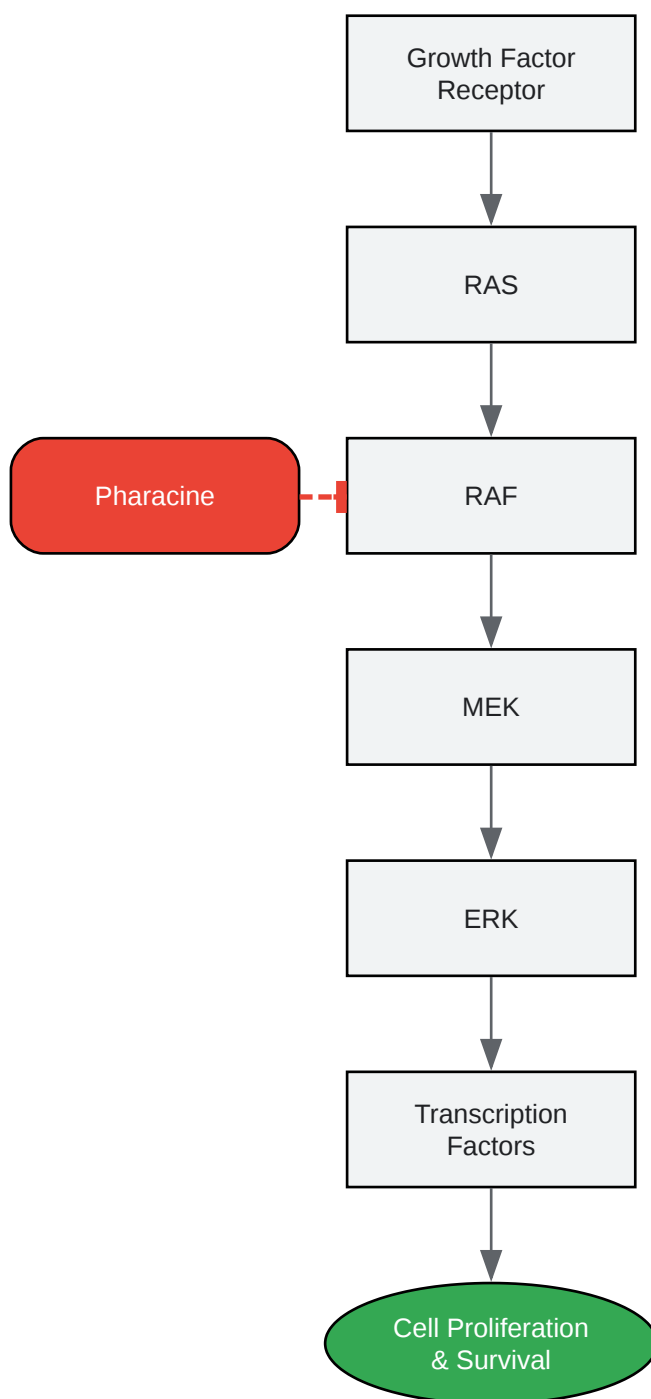 Growth Factor
Receptor
RAS
Pharacine
RAF
MEK
ERK
Transcription
Factors
Cell Proliferation
& Survival